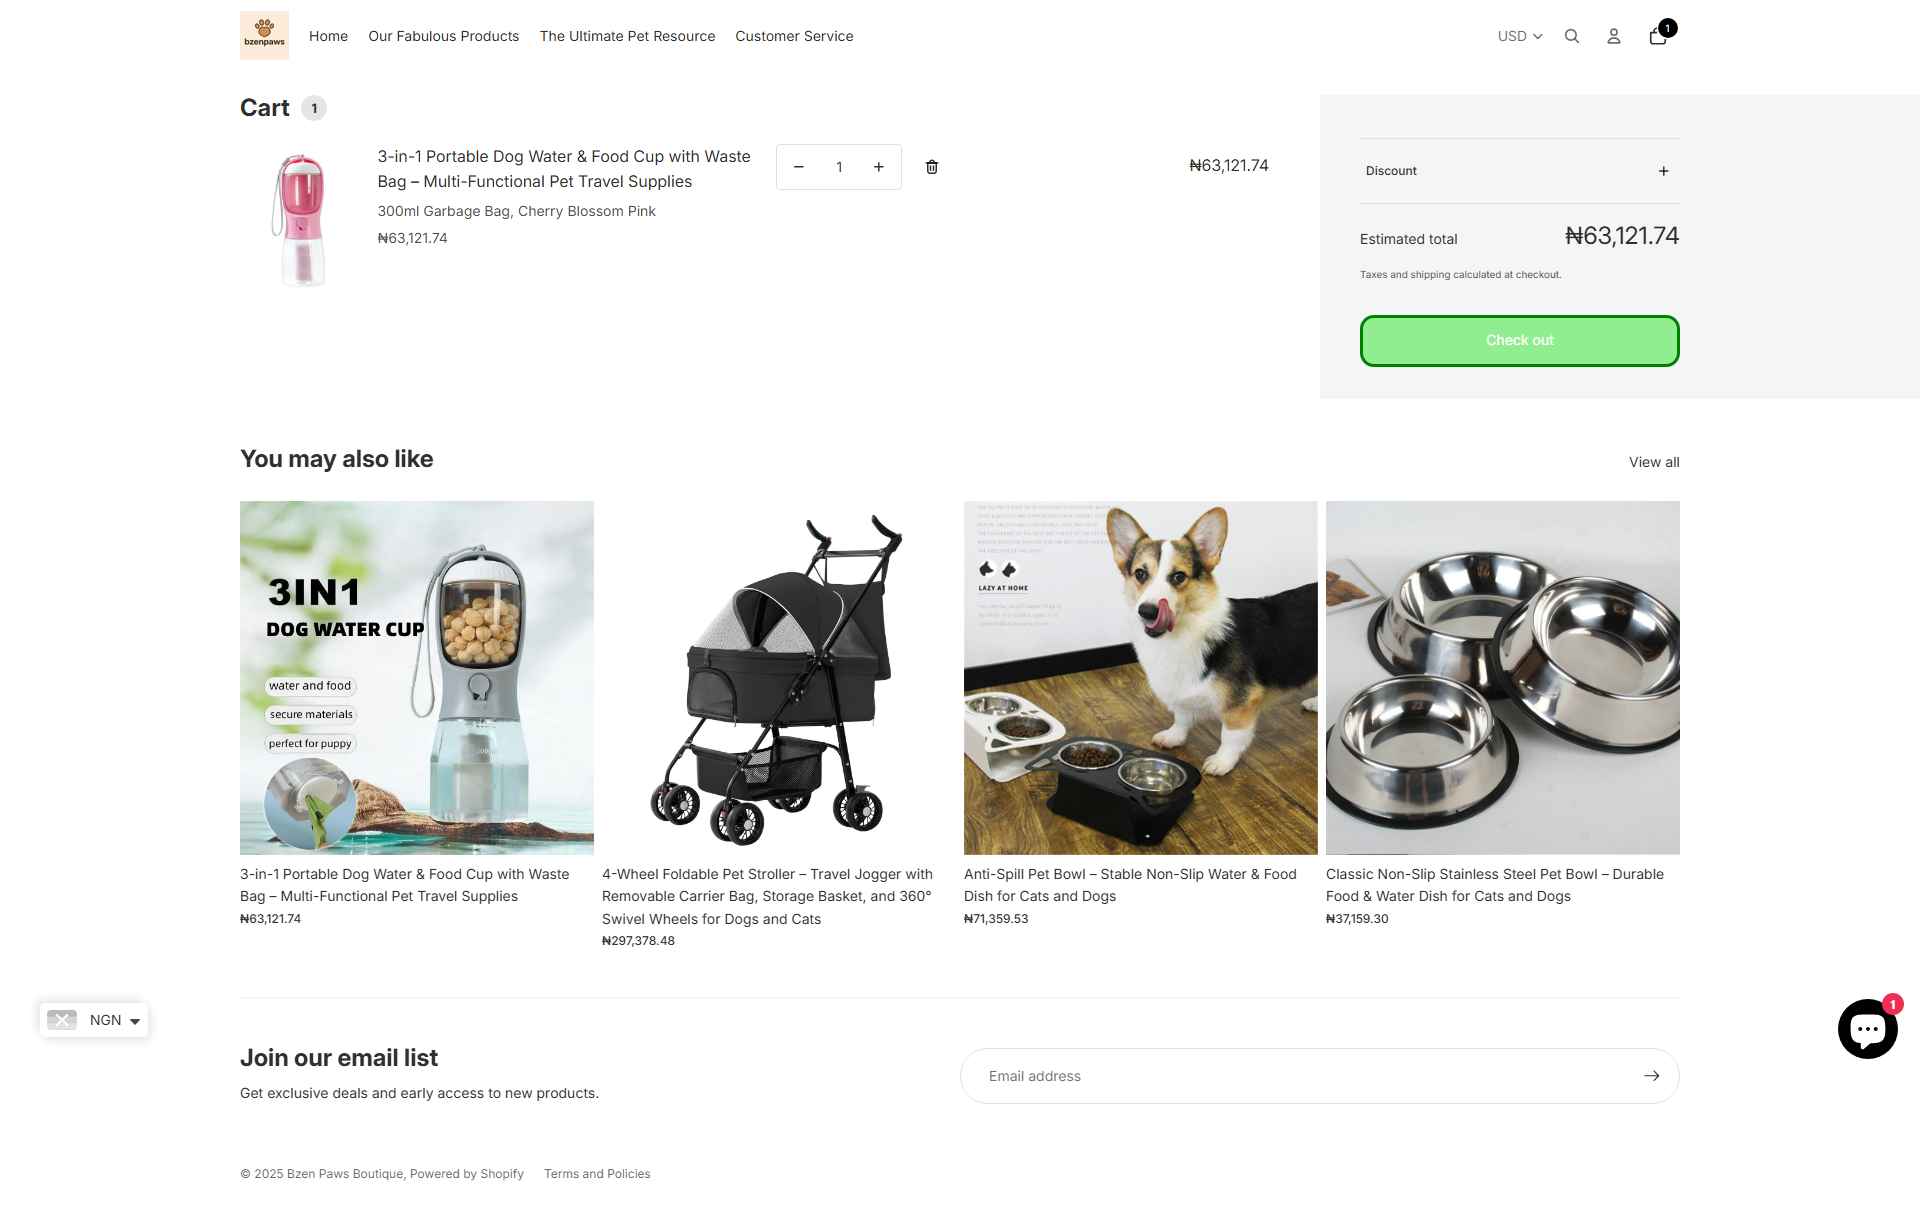 bzenpaws
Home
Our Fabulous Products
The Ultimate Pet Resource
Customer Service
USD
1
Cart 1
3-in-1 Portable Dog Water & Food Cup with Waste
Bag – Multi-Functional Pet Travel Supplies
300ml Garbage Bag, Cherry Blossom Pink
₦63,121.74
− 1 +
₦63,121.74
Discount +
Estimated total ₦63,121.74
Taxes and shipping calculated at checkout.
Check out
You may also like
View all
3IN1
DOG WATER CUP
water and food
secure materials
perfect for puppy
LAZY AT HOME
3-in-1 Portable Dog Water & Food Cup with Waste
Bag – Multi-Functional Pet Travel Supplies
₦63,121.74
4-Wheel Foldable Pet Stroller – Travel Jogger with
Removable Carrier Bag, Storage Basket, and 360°
Swivel Wheels for Dogs and Cats
₦297,378.48
Anti-Spill Pet Bowl – Stable Non-Slip Water & Food
Dish for Cats and Dogs
₦71,359.53
Classic Non-Slip Stainless Steel Pet Bowl – Durable
Food & Water Dish for Cats and Dogs
₦37,159.30
NGN
1
Join our email list
Get exclusive deals and early access to new products.
Email address
© 2025 Bzen Paws Boutique, Powered by Shopify
Terms and Policies